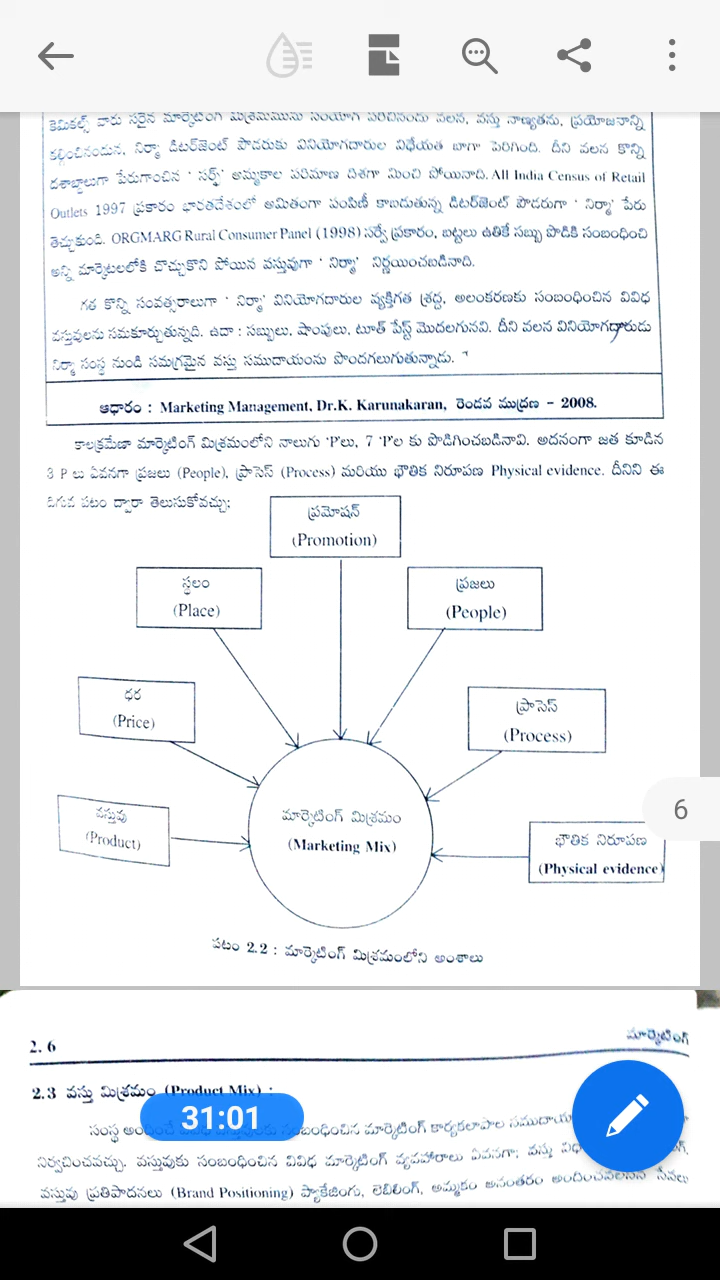 కెమికల్స్ వారు సరైన మార్కెటింగ్ మిశ్రమమును సంయోగ పరిచినందు వలన, వస్తు నాణ్యతను, ప్రయోజనాన్ని
కల్గించినందున, నిర్మా డిటర్జెంట్ పౌడరుకు వినియోగదారుల విధేయత బాగా పెరిగింది. దీని వలన కొన్ని
దశాబ్దాలుగా పేరుగాంచిన ' సర్ఫ్' అమ్మకాల పరిమాణ దిశగా మించి పోయినాది. All India Census of Retail
Outlets 1997 ప్రకారం భారతదేశంలో అమితంగా పంపిణీ కాబడుతున్న డిటర్జెంట్ పౌడరుగా ' నిర్మా' పేరు
తెచ్చుకుంది. ORGMARG Rural Consumer Panel (1998) సర్వే ప్రకారం, బట్టలు ఉతికే సబ్బు పొడికి సంబంధించి
అన్ని మార్కెటలలోకి చొచ్చుకొని పోయిన వస్తువుగా ' నిర్మా' నిర్ణయించబడినాది.
గత కొన్ని సంవత్సరాలుగా ' నిర్మా' వినియోగదారుల వ్యక్తిగత శ్రద్ధ, అలంకరణకు సంబంధించిన వివిధ
వస్తువులను సమకూర్చుతున్నది. ఉదా : సబ్బులు, షాంపులు, టూత్ పేస్ట్ మొదలగునవి. దీని వలన వినియోగదారుడు
నిర్మా సంస్థ నుండి సమగ్రమైన వస్తు సముదాయంను పొందగలుగుతున్నాడు.
ఆధారం : Marketing Management, Dr.K. Karunakaran, రెండవ ముద్రణ - 2008.
కాలక్రమేణా మార్కెటింగ్ మిశ్రమంలోని నాలుగు 'P'లు, 7 'P'ల కు పొడిగించబడినావి. అదనంగా జత కూడిన
3 P లు ఏవనగా ప్రజలు (People), ప్రాసెస్ (Process) మరియు భౌతిక నిరూపణ Physical evidence. దీనిని ఈ
దిగువ పటం ద్వారా తెలుసుకోవచ్చు:
ప్రమోషన్
(Promotion)
స్థలం
(Place)
ప్రజలు
(People)
ధర
(Price)
ప్రాసెస్
(Process)
వస్తువు
(Product)
మార్కెటింగ్ మిశ్రమం
(Marketing Mix)
భౌతిక నిరూపణ
(Physical evidence)
6
పటం 2.2 : మార్కెటింగ్ మిశ్రమంలోని అంశాలు
2. 6
మార్కెటింగ్
2.3 వస్తు మిశ్రమం (Product Mix) :
31:01
సంస్థ సంబంధించిన మార్కెటింగ్ కార్యకలాపాల
నిర్వచించవచ్చు. వస్తువుకు సంబంధించిన వివిధ మార్కెటింగ్ వ్యవహారాలు ఏవనగా; వస్తు
వస్తువు ప్రతిపాదనలు (Brand Positioning) ప్యాకేజింగు, లెబిలింగ్, అమ్మకం అనంతరం సేవలు